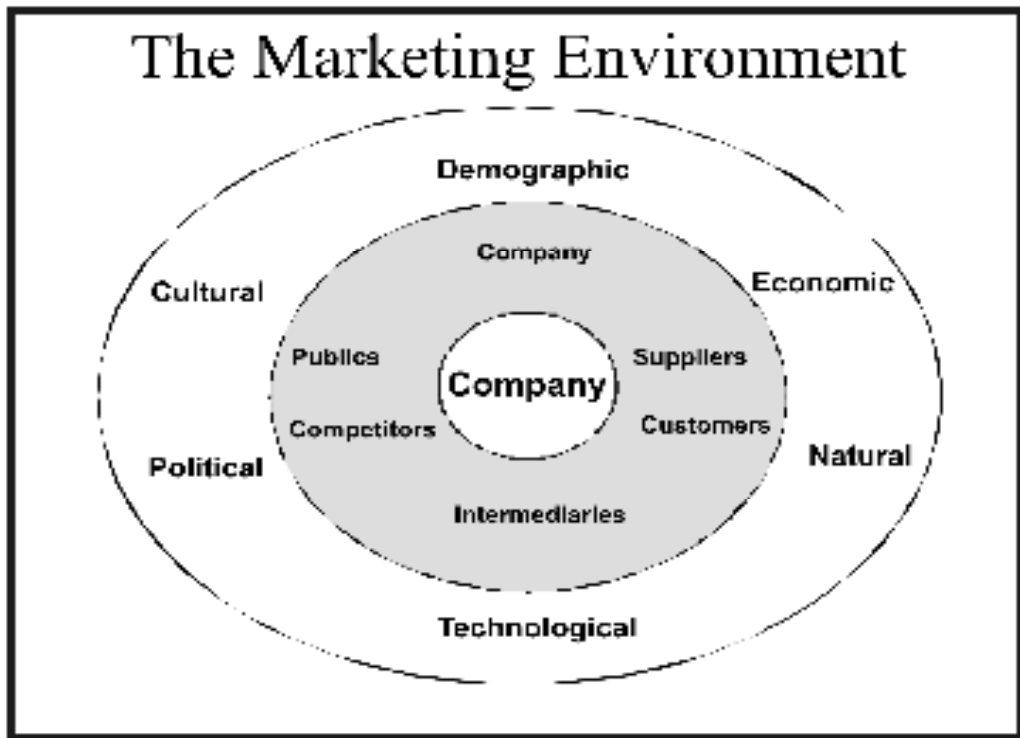 The Marketing Environment
Demographic
Company
Cultural
Economic
Publics
Suppliers
Company
Competitors
Customers
Political
Natural
Intermediaries
Technological